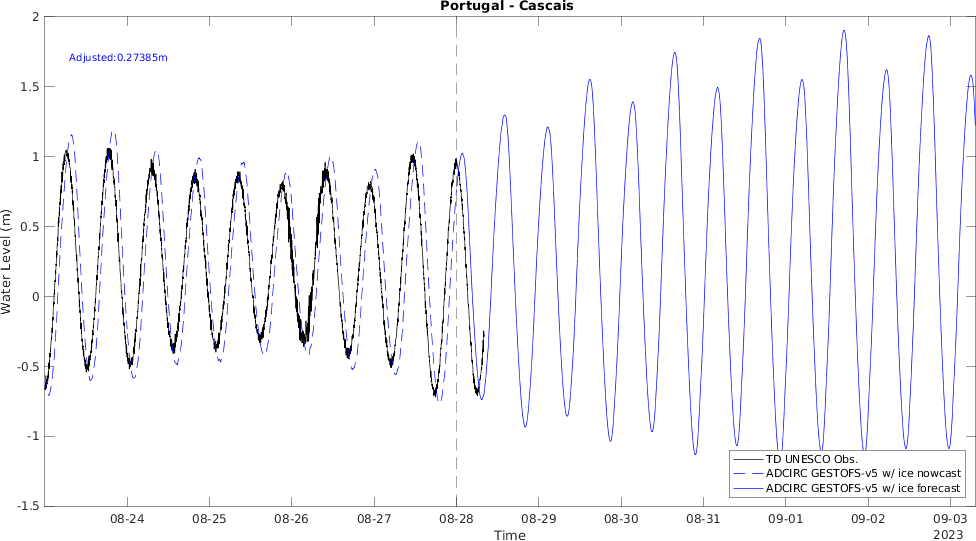 Portugal - Cascais
Adjusted:0.27385m
Water Level (m)
2
1.5
1
0.5
0
-0.5
-1
-1.5
TD UNESCO Obs.
ADCIRC GESTOFS-v5 w/ ice nowcast
ADCIRC GESTOFS-v5 w/ ice forecast
08-24 08-25 08-26 08-27 08-28 08-29 08-30 08-31 09-01 09-02 09-03
Time
2023